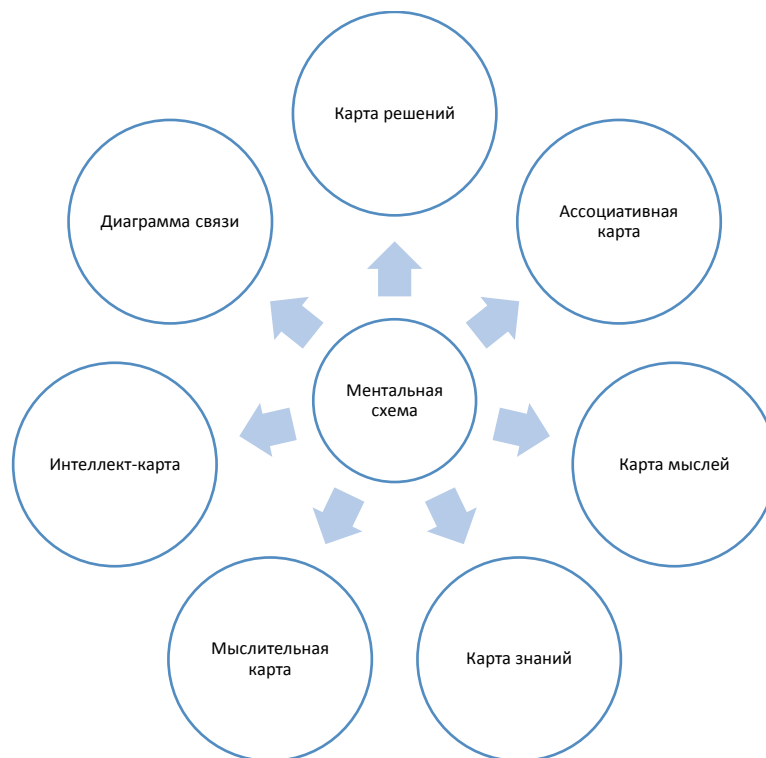 Карта решений
Ассоциативная
карта
Диаграмма связи
Ментальная
схема
Интеллект-карта
Карта мыслей
Мыслительная
карта
Карта знаний